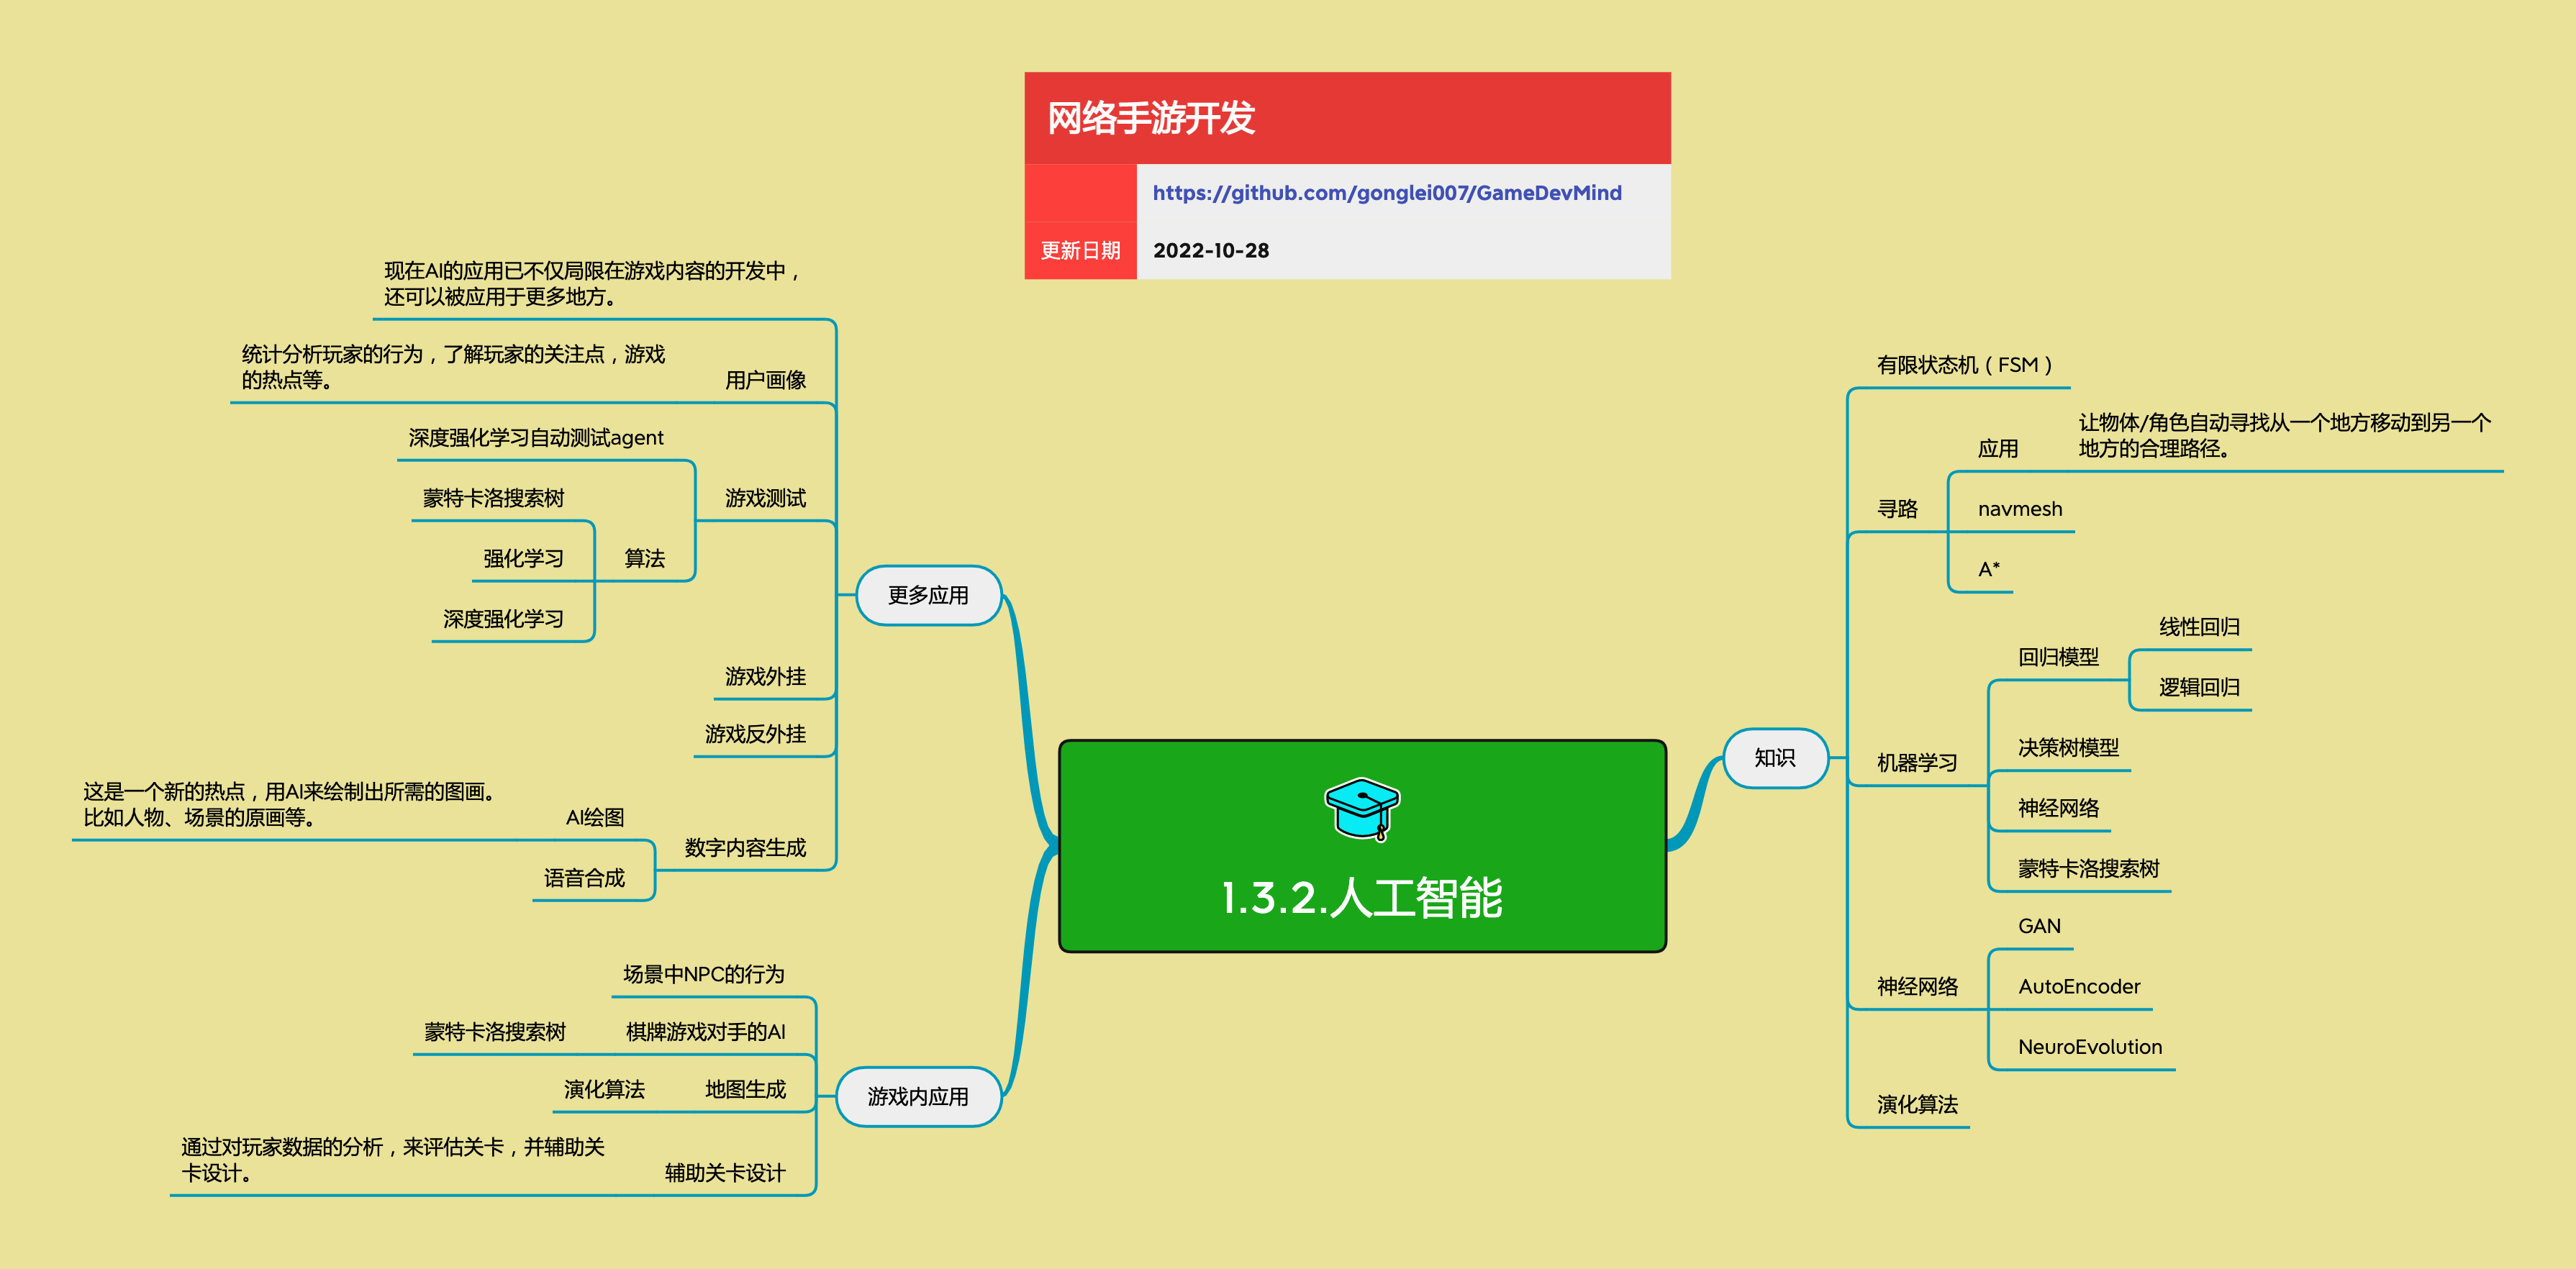 网络手游开发
https://github.com/gonglei007/GameDevMind
更新日期 2022-10-28
1.3.2.人工智能
知识
有限状态机（FSM）
寻路
应用
让物体/角色自动寻找从一个地方移动到另一个
地方的合理路径。
navmesh
A*
机器学习
回归模型
线性回归
逻辑回归
决策树模型
神经网络
蒙特卡洛搜索树
神经网络
GAN
AutoEncoder
NeuroEvolution
演化算法
更多应用
现在AI的应用已不仅局限在游戏内容的开发中，
还可以被应用于更多地方。
用户画像
统计分析玩家的行为，了解玩家的关注点，游戏
的热点等。
游戏测试
深度强化学习自动测试agent
算法
蒙特卡洛搜索树
强化学习
深度强化学习
游戏外挂
游戏反外挂
数字内容生成
AI绘图
这是一个新的热点，用AI来绘制出所需的图画。
比如人物、场景的原画等。
语音合成
游戏内应用
场景中NPC的行为
棋牌游戏对手的AI
蒙特卡洛搜索树
地图生成
演化算法
辅助关卡设计
通过对玩家数据的分析，来评估关卡，并辅助关
卡设计。